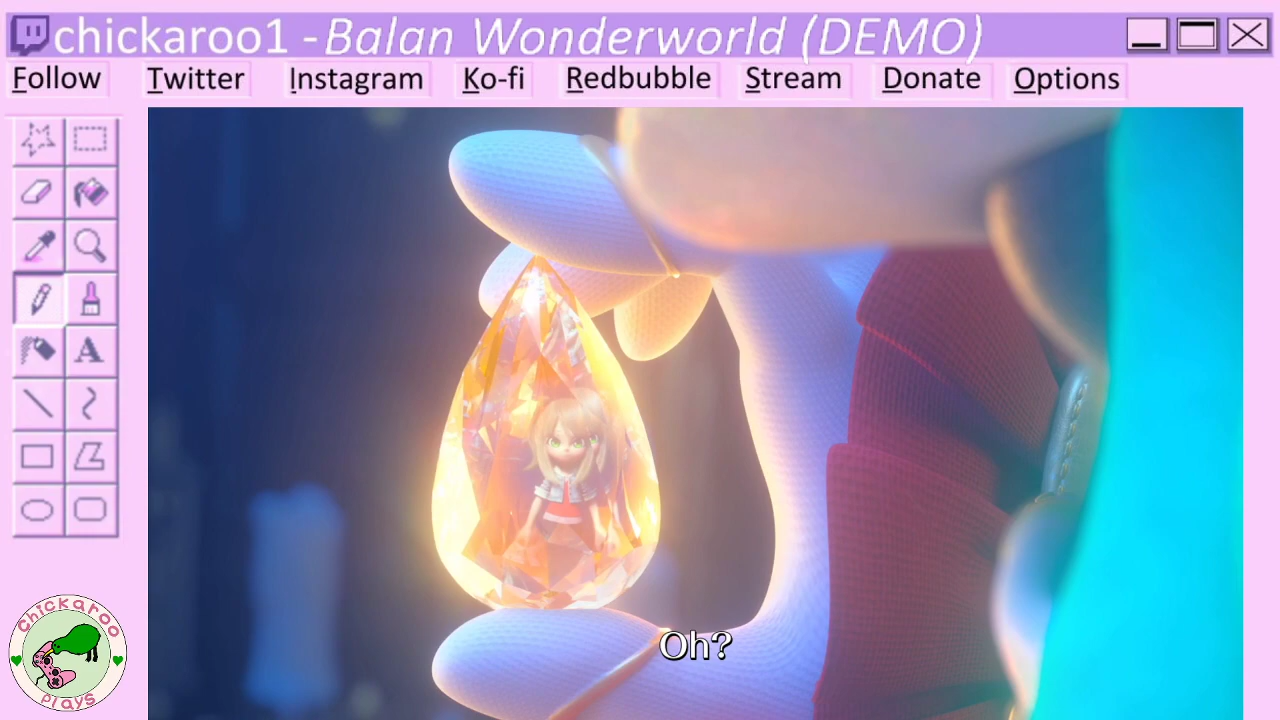 chickaroo1 - Balan Wonderworld (DEMO)
Follow Twitter Instagram Ko-fi Redbubble Stream Donate Options
A
Oh?
Chickaroo
Plays